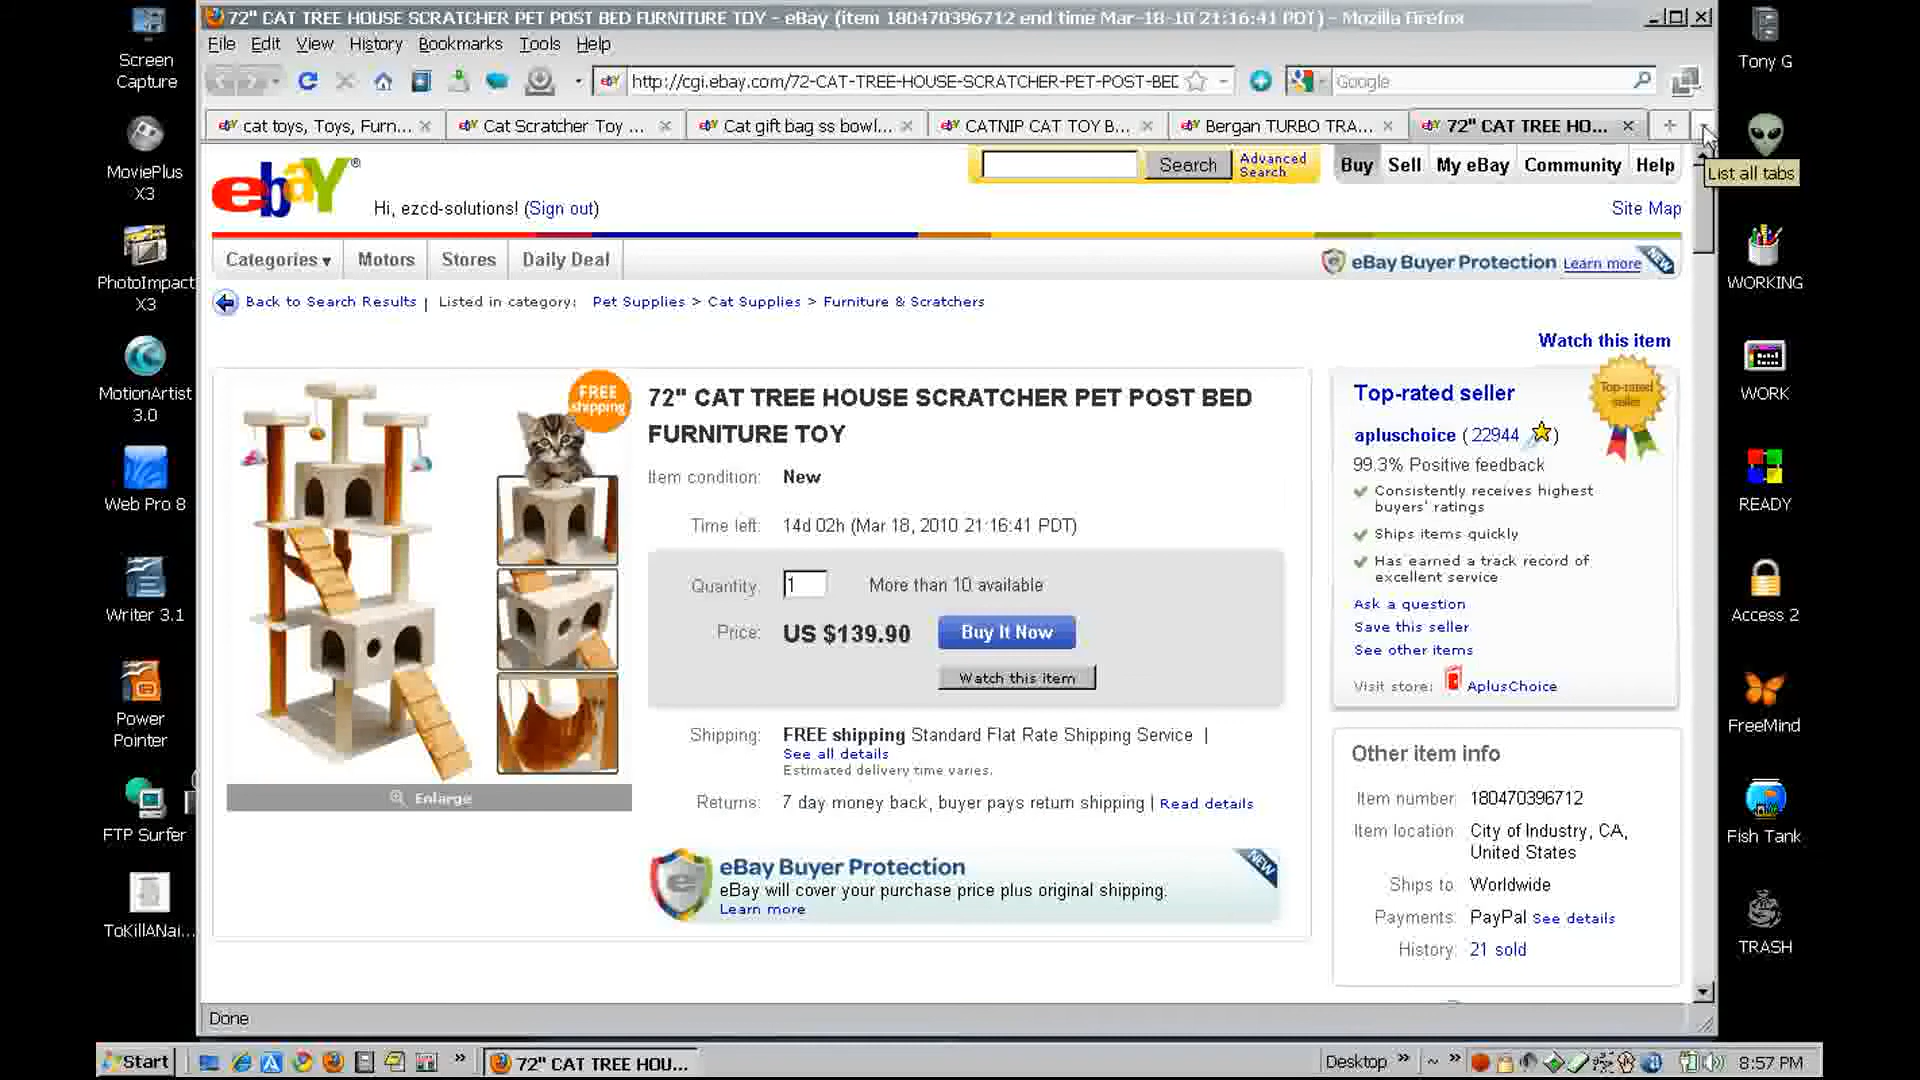 72" CAT TREE HOUSE SCRATCHER PET POST BED FURNITURE TOY - eBay (item 180470396712 end time Mar-18-10 21:16:41 PDT) - Mozilla Firefox
File Edit View History Bookmarks Tools Help
http://cgi.ebay.com/72-CAT-TREE-HOUSE-SCRATCHER-PET-POST-BED
Google
cat toys, Toys, Furn...
Cat Scratcher Toy ...
Cat gift bag ss bowl...
CATNIP CAT TOY B...
Bergan TURBO TRA...
72" CAT TREE HO...
List all tabs
ebaY®
Search
Advanced Search
Buy Sell My eBay Community Help
Hi, ezcd-solutions! (Sign out)
Site Map
Categories ▾ Motors Stores Daily Deal
eBay Buyer Protection Learn more NEW
Back to Search Results | Listed in category: Pet Supplies > Cat Supplies > Furniture & Scratchers
Watch this item
FREE shipping
Enlarge
72" CAT TREE HOUSE SCRATCHER PET POST BED
FURNITURE TOY
Item condition: New
Time left: 14d 02h (Mar 18, 2010 21:16:41 PDT)
Quantity: 1 More than 10 available
Price: US $139.90 Buy It Now
Watch this item
Shipping: FREE shipping Standard Flat Rate Shipping Service |
See all details
Estimated delivery time varies.
Returns: 7 day money back, buyer pays return shipping | Read details
eBay Buyer Protection NEW
eBay will cover your purchase price plus original shipping.
Learn more
Top-rated seller
Top-rated seller
apluschoice (22944)
99.3% Positive feedback
Consistently receives highest
buyers' ratings
Ships items quickly
Has earned a track record of
excellent service
Ask a question
Save this seller
See other items
Visit store: AplusChoice
Other item info
Item number: 180470396712
Item location: City of Industry, CA,
United States
Ships to: Worldwide
Payments: PayPal See details
History: 21 sold
Done
Start
72" CAT TREE HOU...
Desktop »
8:57 PM
Screen Capture
MoviePlus X3
PhotoImpact X3
MotionArtist 3.0
Web Pro 8
Writer 3.1
Power Pointer
FTP Surfer
ToKillANai...
Tony G
WORKING
WORK
READY
Access 2
FreeMind
Fish Tank
TRASH